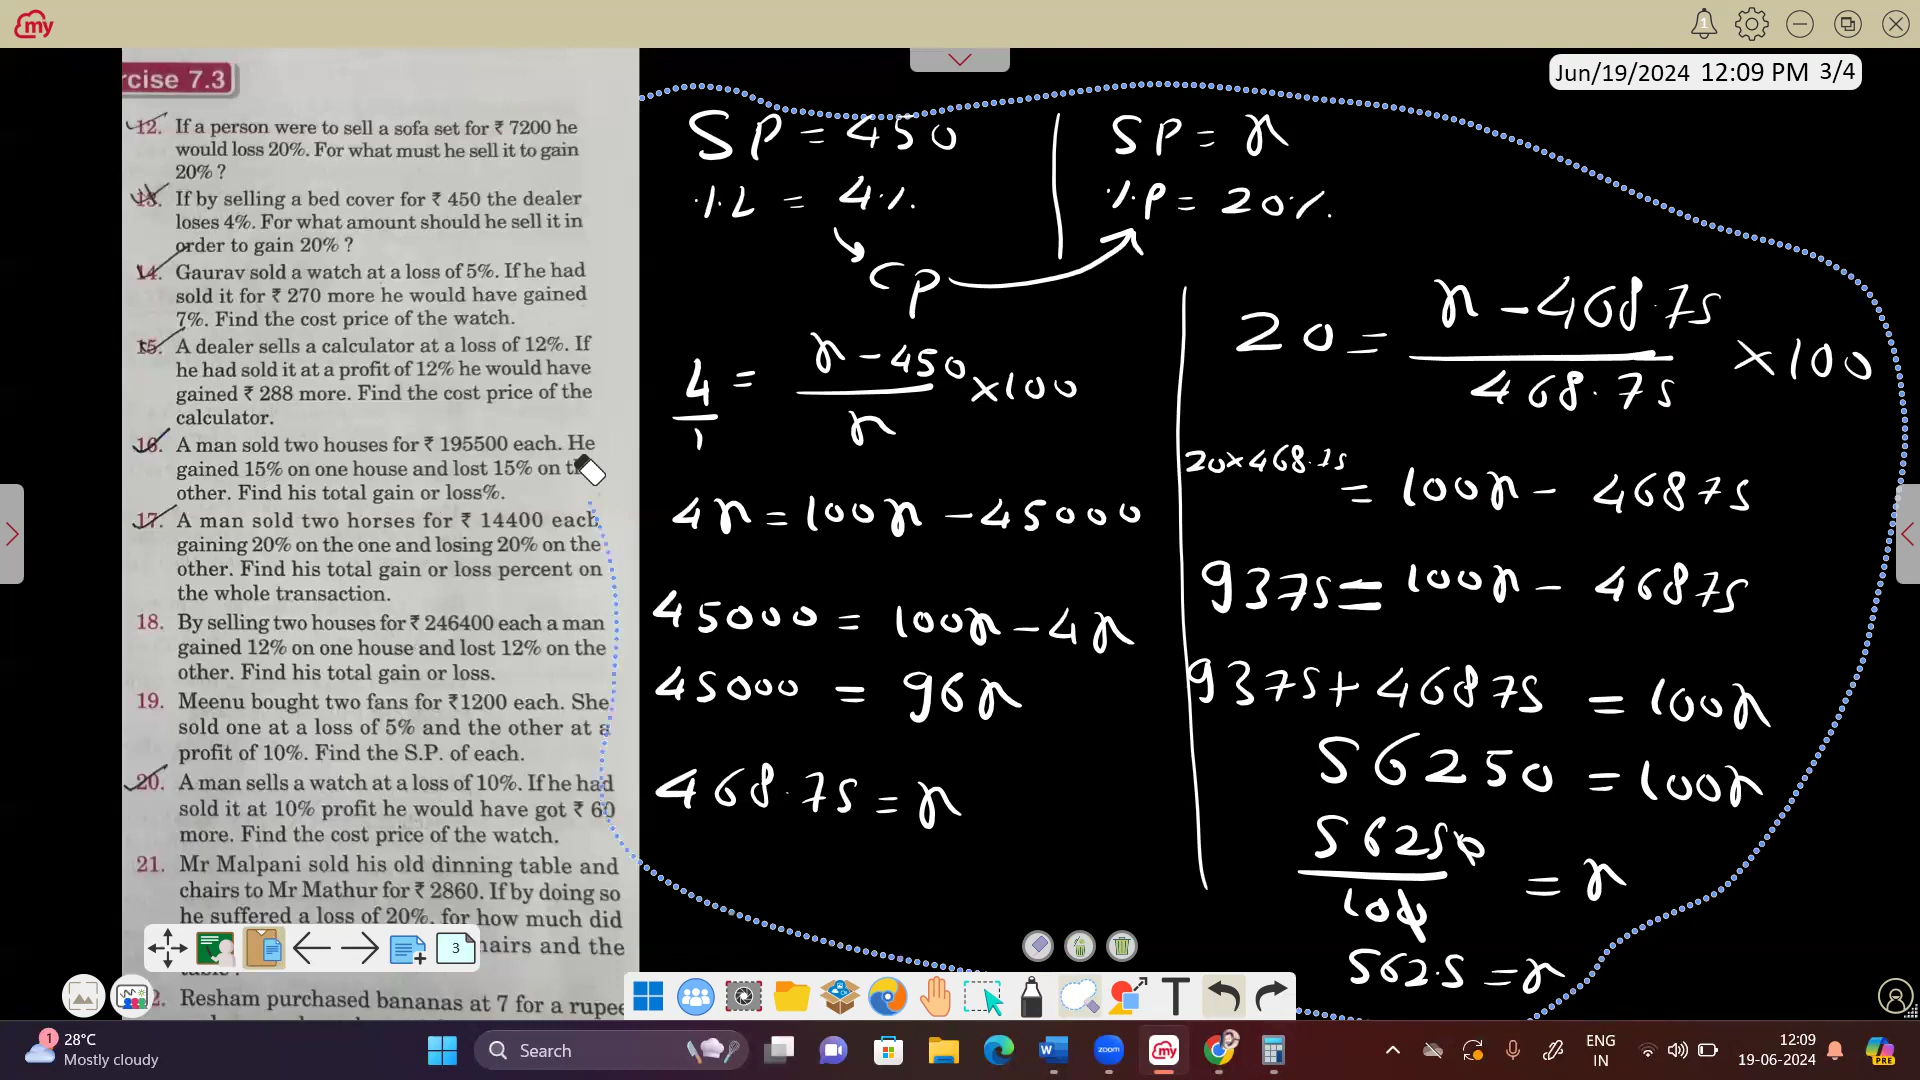 my
Jun/19/2024 12:09 PM 3/4
rcise 7.3
12. If a person were to sell a sofa set for ₹ 7200 he
would loss 20%. For what must he sell it to gain
20% ?
13. If by selling a bed cover for ₹ 450 the dealer
loses 4%. For what amount should he sell it in
order to gain 20% ?
14. Gaurav sold a watch at a loss of 5%. If he had
sold it for ₹ 270 more he would have gained
7%. Find the cost price of the watch.
15. A dealer sells a calculator at a loss of 12%. If
he had sold it at a profit of 12% he would have
gained ₹ 288 more. Find the cost price of the
calculator.
16. A man sold two houses for ₹ 195500 each. He
gained 15% on one house and lost 15% on the
other. Find his total gain or loss%.
17. A man sold two horses for ₹ 14400 each
gaining 20% on the one and losing 20% on the
other. Find his total gain or loss percent on
the whole transaction.
18. By selling two houses for ₹ 246400 each a man
gained 12% on one house and lost 12% on the
other. Find his total gain or loss.
19. Meenu bought two fans for ₹1200 each. She
sold one at a loss of 5% and the other at a
profit of 10%. Find the S.P. of each.
20. A man sells a watch at a loss of 10%. If he had
sold it at 10% profit he would have got ₹ 60
more. Find the cost price of the watch.
21. Mr Malpani sold his old dinning table and
chairs to Mr Mathur for ₹ 2860. If by doing so
he suffered a loss of 20%, for how much did
hairs and the
2. Resham purchased bananas at 7 for a rupee
SP = 450
%L = 4%
CP
4/1 = (x - 450)/x ×100
4x = 100x - 45000
45000 = 100x - 4x
45000 = 96x
468.75 = x
SP = x
%P = 20%
20 = (x - 468.75)/468.75 ×100
20×468.75 = 100x - 46875
9375 = 100x - 46875
9375 + 46875 = 100x
56250 = 100x
56250/100 = x
562.5 = x
3
T
1
28°C
Mostly cloudy
Search
zoom
my
ENG
IN
12:09
19-06-2024
PRE